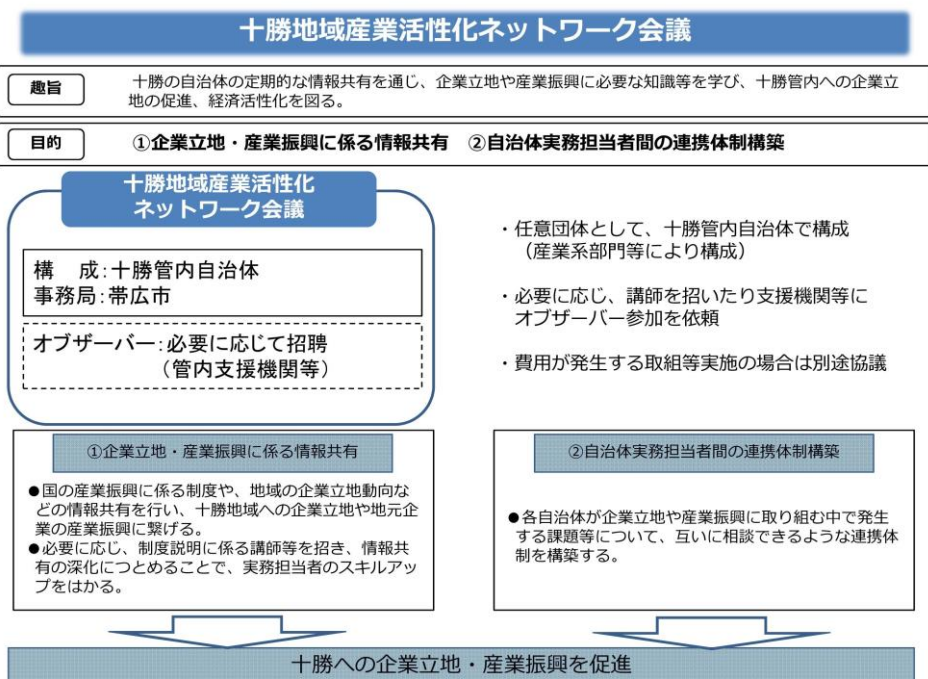 十勝地域産業活性化ネットワーク会議
趣旨
十勝の自治体の定期的な情報共有を通じ、企業立地や産業振興に必要な知識等を学び、十勝管内への企業立
地の促進、経済活性化を図る。
目的
①企業立地・産業振興に係る情報共有　②自治体実務担当者間の連携体制構築
十勝地域産業活性化
ネットワーク会議
構　成：十勝管内自治体
事務局：帯広市
オブザーバー：必要に応じて招聘
（管内支援機関等）
・任意団体として、十勝管内自治体で構成
（産業系部門等により構成）
・必要に応じ、講師を招いたり支援機関等に
オブザーバー参加を依頼
・費用が発生する取組等実施の場合は別途協議
①企業立地・産業振興に係る情報共有
●国の産業振興に係る制度や、地域の企業立地動向な
どの情報共有を行い、十勝地域への企業立地や地元企
業の産業振興に繋げる。
●必要に応じ、制度説明に係る講師等を招き、情報共
有の深化につとめることで、実務担当者のスキルアッ
プをはかる。
②自治体実務担当者間の連携体制構築
●各自治体が企業立地や産業振興に取り組む中で発生
する課題等について、互いに相談できるような連携体
制を構築する。
十勝への企業立地・産業振興を促進